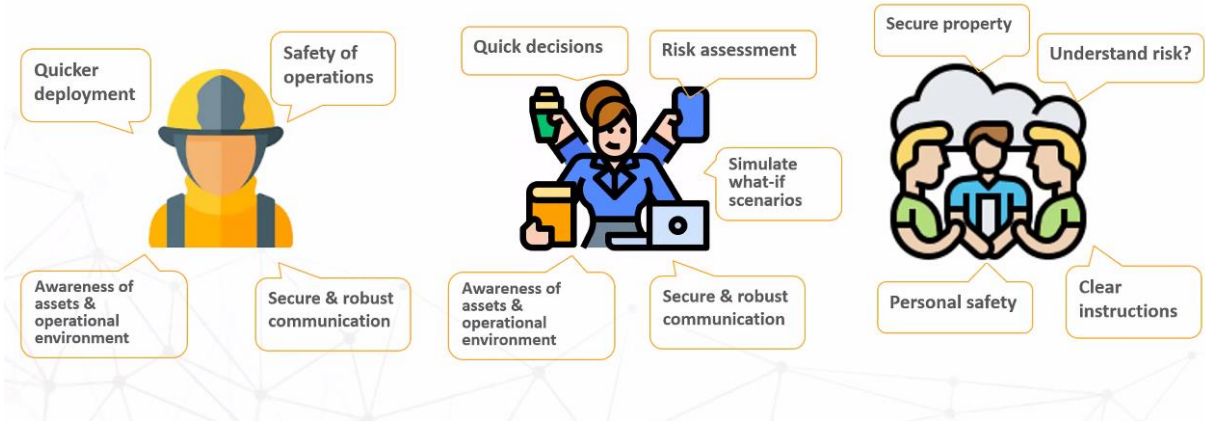 Quicker
deployment
Safety of
operations
Awareness of
assets &
operational
environment
Secure & robust
communication
Quick decisions
Risk assessment
Simulate
what-if
scenarios
Awareness of
assets &
operational
environment
Secure & robust
communication
Secure property
Understand risk?
Personal safety
Clear
instructions